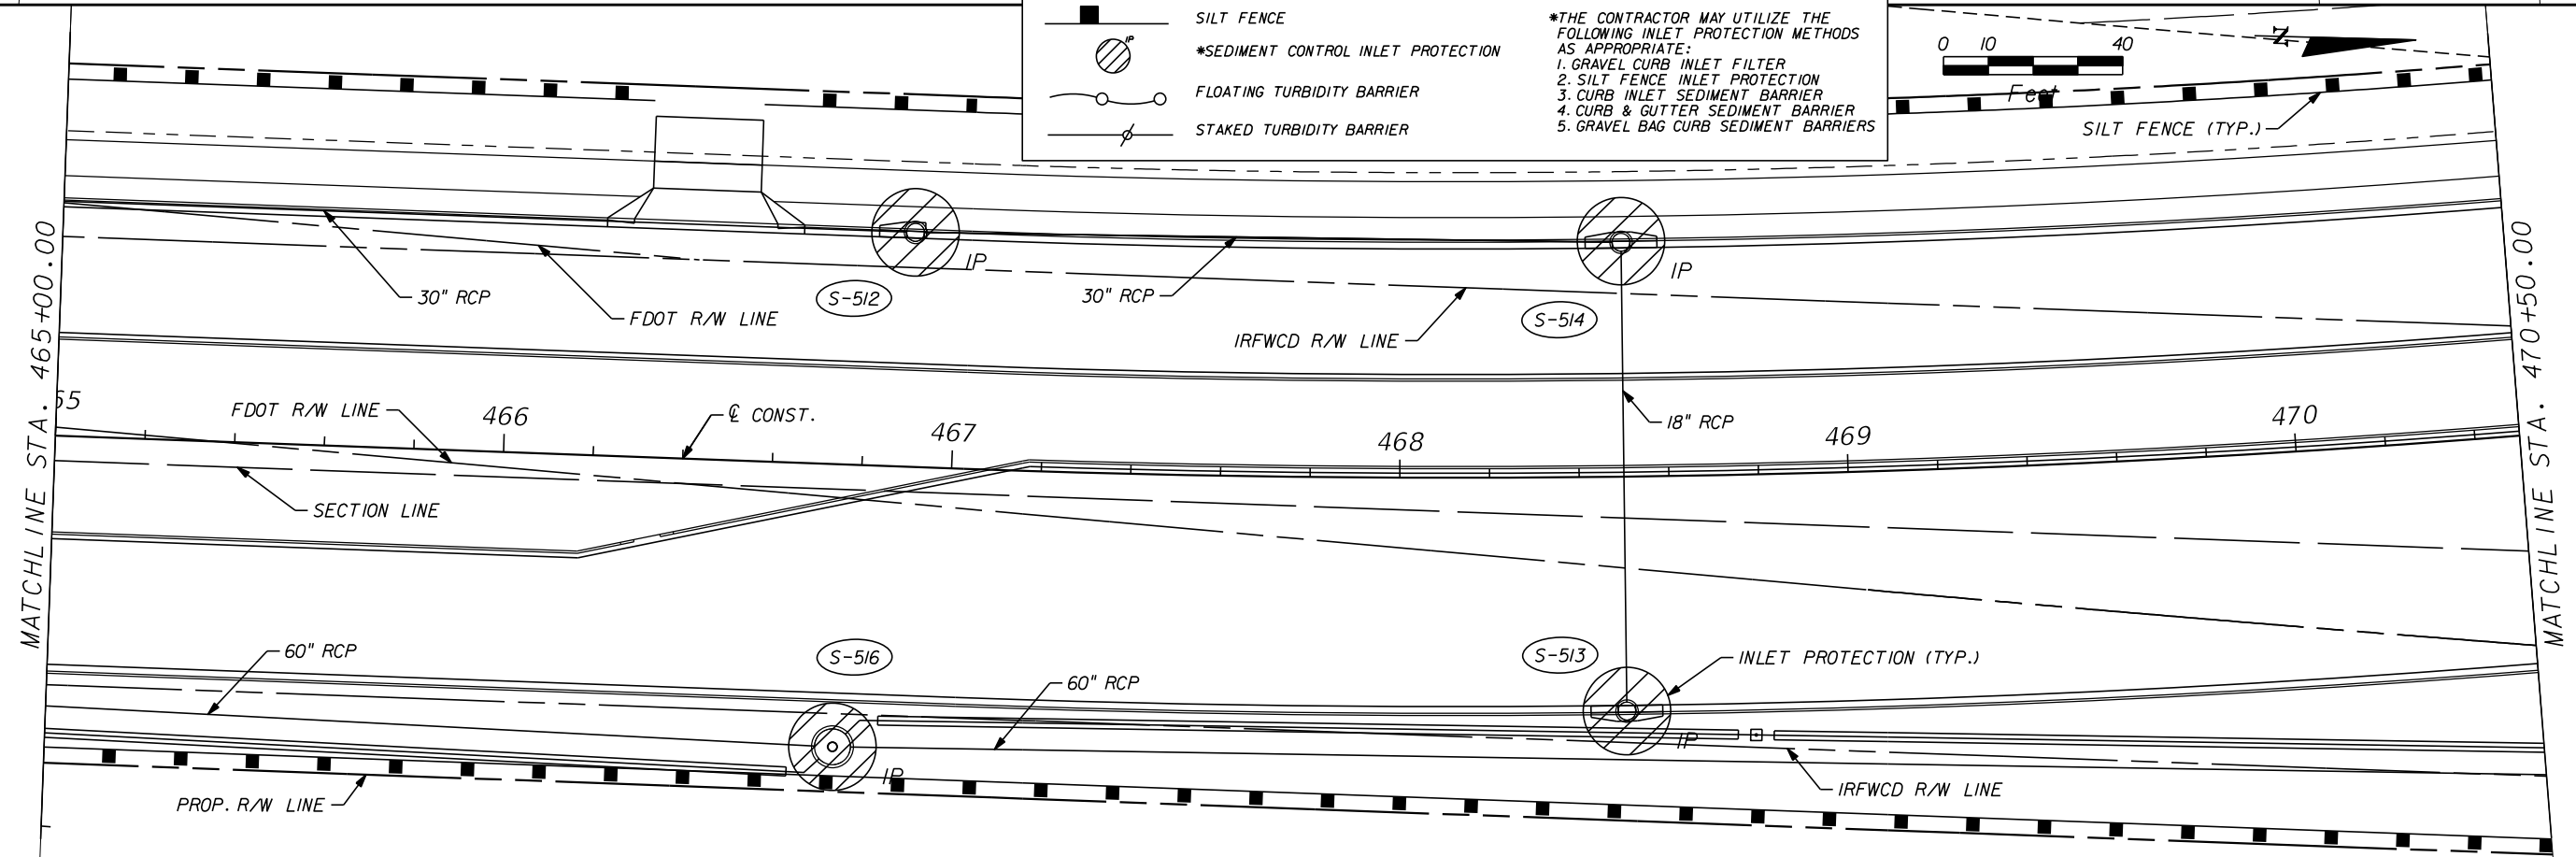 SILT FENCE
IP
*SEDIMENT CONTROL INLET PROTECTION
FLOATING TURBIDITY BARRIER
STAKED TURBIDITY BARRIER
*THE CONTRACTOR MAY UTILIZE THE
FOLLOWING INLET PROTECTION METHODS
AS APPROPRIATE:
1. GRAVEL CURB INLET FILTER
2. SILT FENCE INLET PROTECTION
3. CURB INLET SEDIMENT BARRIER
4. CURB & GUTTER SEDIMENT BARRIER
5. GRAVEL BAG CURB SEDIMENT BARRIERS
0 10 40
Feet
N
SILT FENCE (TYP.)
MATCHLINE STA. 465+00.00
30" RCP
FDOT R/W LINE
IP
S-512
30" RCP
IRFWCD R/W LINE
IP
S-514
MATCHLINE STA. 470+50.00
65
FDOT R/W LINE
466
℄ CONST.
467
468
18" RCP
469
470
SECTION LINE
60" RCP
S-516
60" RCP
S-513
INLET PROTECTION (TYP.)
IP
IP
PROP. R/W LINE
IRFWCD R/W LINE